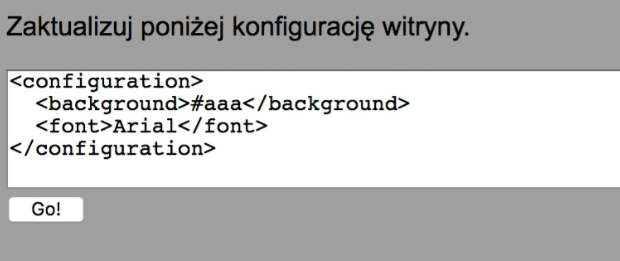 Zaktualizuj poniżej konfigurację witryny.
<configuration>
  <background>#aaa</background>
  <font>Arial</font>
</configuration>
Go!